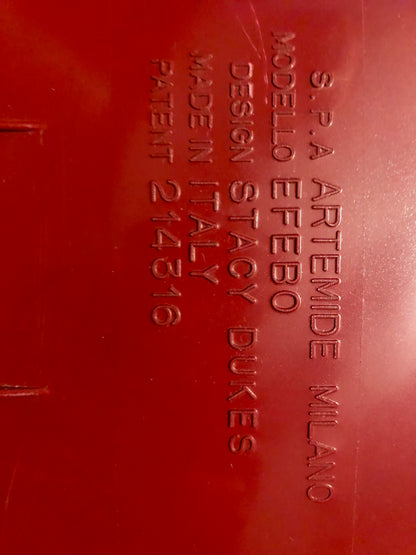 S.P.A ARTEMIDE MILANO
MODELLO EFEBO
DESIGN STACY DUKES
MADE IN ITALY
PATENT 214316